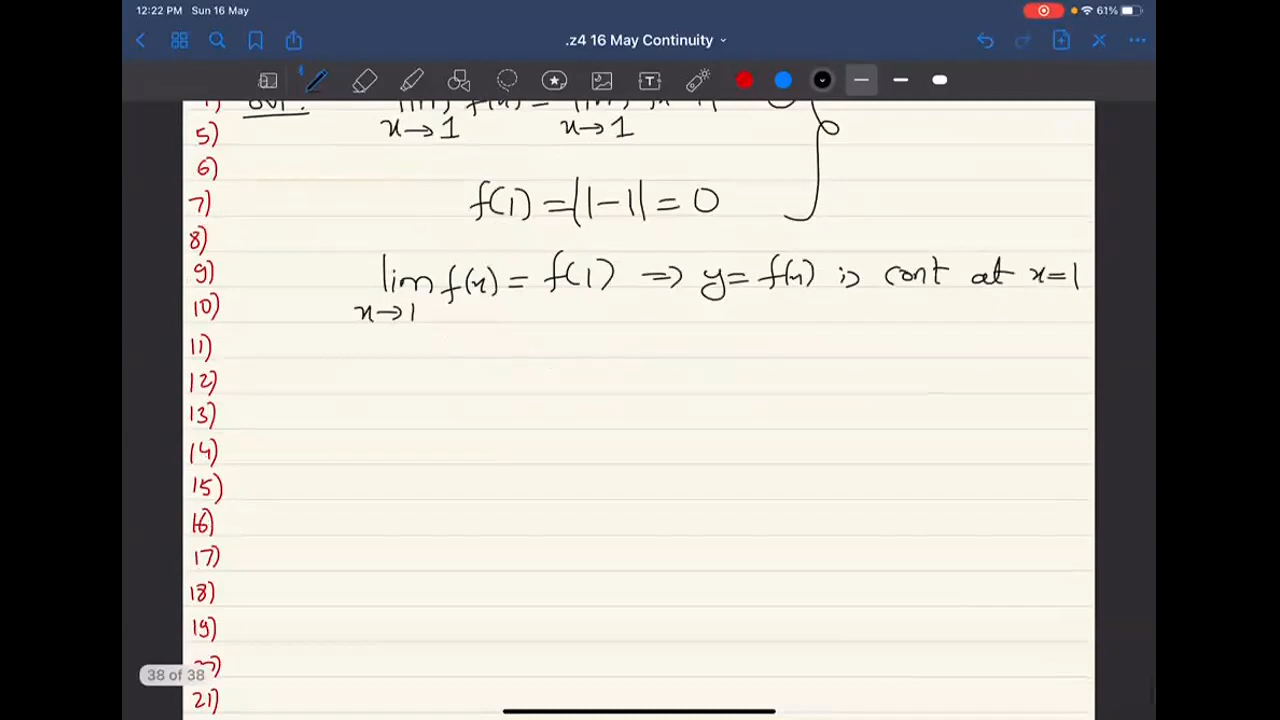 12:22 PM Sun 16 May 61%
.z4 16 May Continuity
4)
5) x→1 x→1
6)
7) f(1) = |1-1| = 0
8)
9) lim f(x) = f(1) ⇒ y = f(x) is cont at x=1
10) x→1
11)
12)
13)
14)
15)
16)
17)
18)
19)
38 of 38
21)